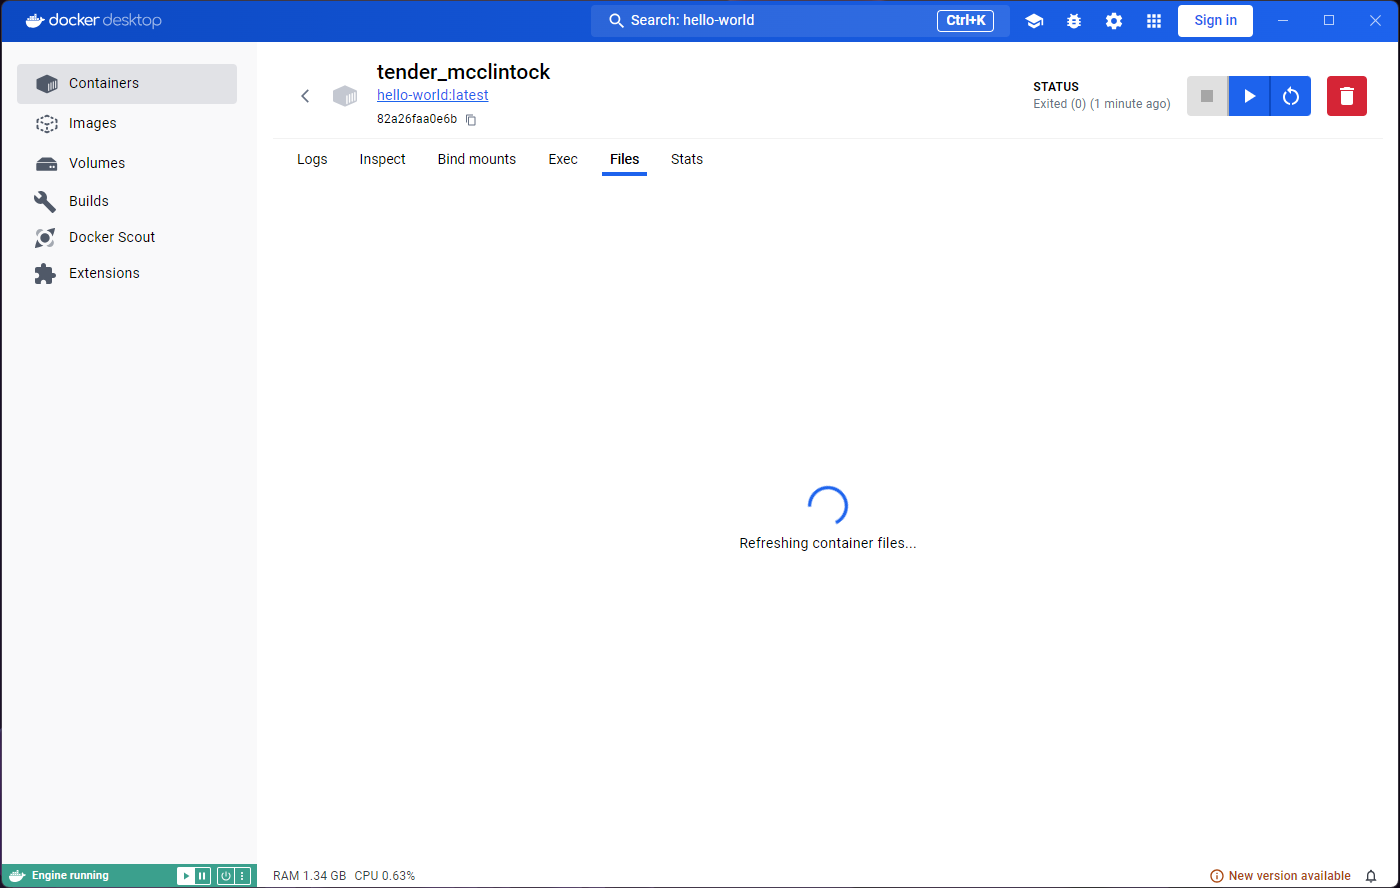 docker desktop
Search: hello-world
Ctrl+K
Sign in
Containers
Images
Volumes
Builds
Docker Scout
Extensions
tender_mcclintock
hello-world:latest
82a26faa0e6b
STATUS
Exited (0) (1 minute ago)
Logs Inspect Bind mounts Exec Files Stats
Refreshing container files...
Engine running
RAM 1.34 GB CPU 0.63%
New version available